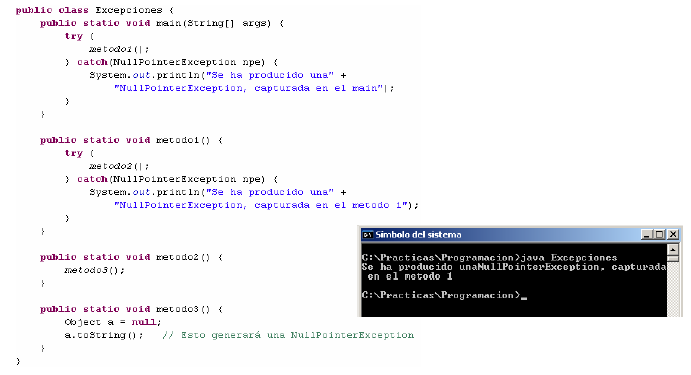 public class Excepciones {
    public static void main(String[] args) {
        try {
            metodo1();
        } catch(NullPointerException npe) {
            System.out.println("Se ha producido una" +
                "NullPointerException, capturada en el main");
        }
    }

    public static void metodo1() {
        try {
            metodo2();
        } catch(NullPointerException npe) {
            System.out.println("Se ha producido una" +
                "NullPointerException, capturada en el metodo 1");
        }
    }

    public static void metodo2() {
        metodo3();
    }

    public static void metodo3() {
        Object a = null;
        a.toString();   // Esto generará una NullPointerException
    }
}
Símbolo del sistema
C:\Practicas\Programacion>java Excepciones
Se ha producido unaNullPointerException, capturada
 en el metodo 1
C:\Practicas\Programacion>_